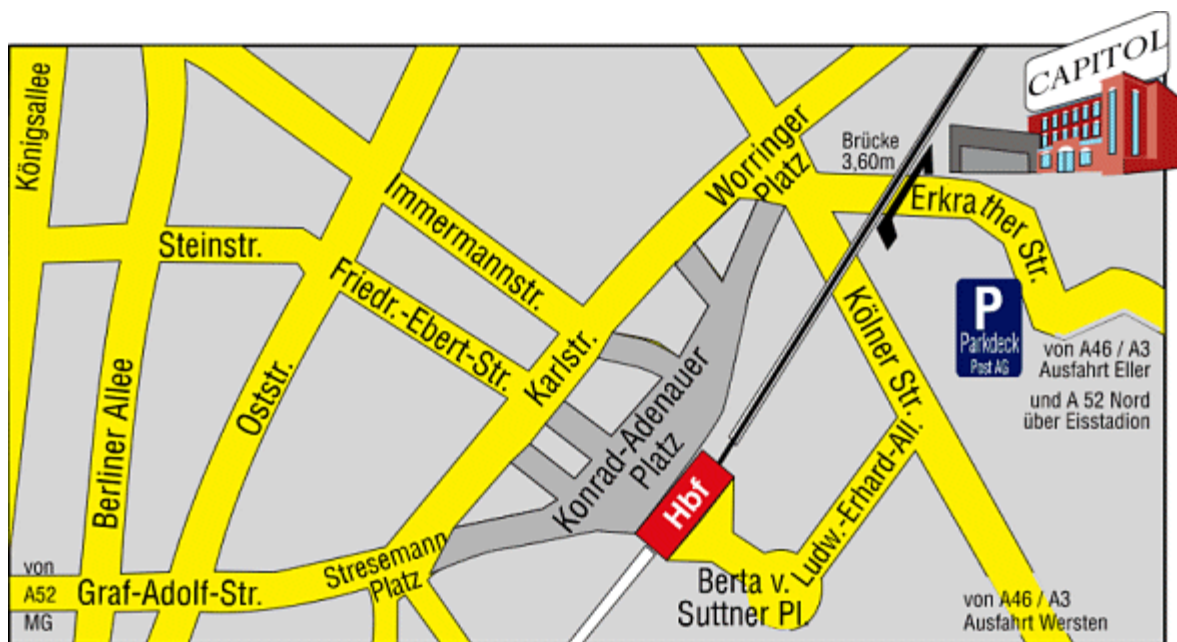 CAPITOL
Königsallee
Brücke
3,60m
Worringer
Platz
Erkrather Str.
Immermannstr.
Steinstr.
Friedr.-Ebert-Str.
Kölner Str.
P
Parkdeck
Post AG
von A46 / A3
Ausfahrt Eller
und A 52 Nord
über Eisstadion
Karlstr.
Oststr.
Berliner Allee
Konrad-Adenauer
Platz
Hbf
Ludw.-Erhard-All.
Stresemann
Platz
von
A52
MG
Graf-Adolf-Str.
Berta v.
Suttner Pl.
von A46 / A3
Ausfahrt Wersten